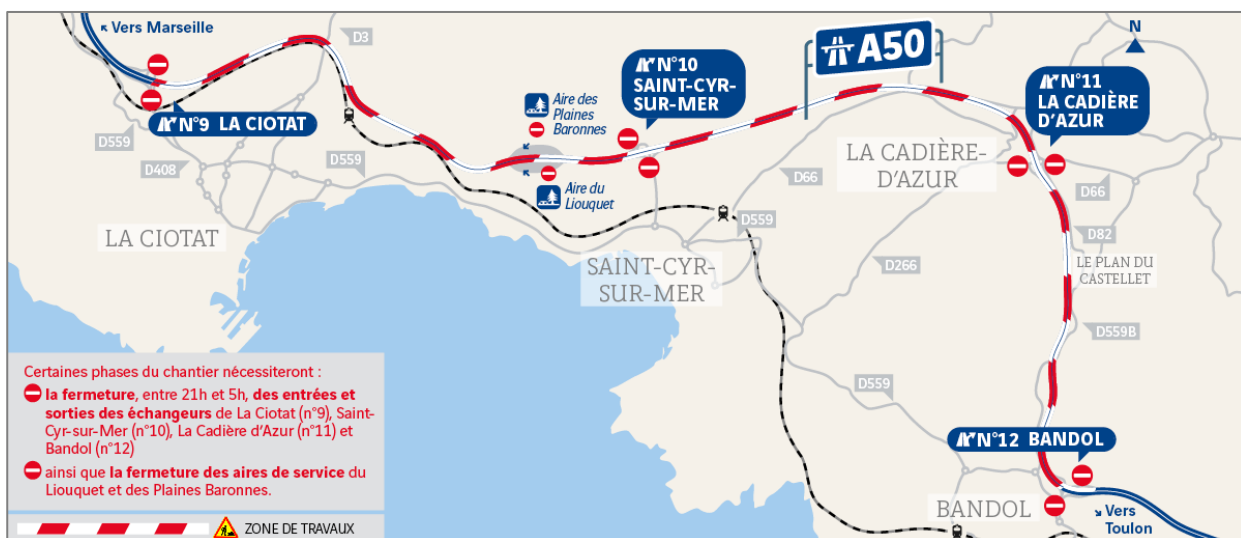 Vers Marseille
D3
N°10
SAINT-CYR-
SUR-MER
A50
N
N°11
LA CADIÈRE
D'AZUR
Aire des
Plaines
Baronnes
N°9 LA CIOTAT
D559
D408
D559
Aire du
Liouquet
LA CADIÈRE-
D'AZUR
D66
D66
D559
D82
LA CIOTAT
SAINT-CYR-
SUR-MER
D266
LE PLAN DU
CASTELLET
D559B
D559
Certaines phases du chantier nécessiteront :
la fermeture, entre 21h et 5h, des entrées et
sorties des échangeurs de La Ciotat (n°9), Saint-
Cyr-sur-Mer (n°10), La Cadière d'Azur (n°11) et
Bandol (n°12)
ainsi que la fermeture des aires de service du
Liouquet et des Plaines Baronnes.
ZONE DE TRAVAUX
N°12 BANDOL
BANDOL
Vers
Toulon